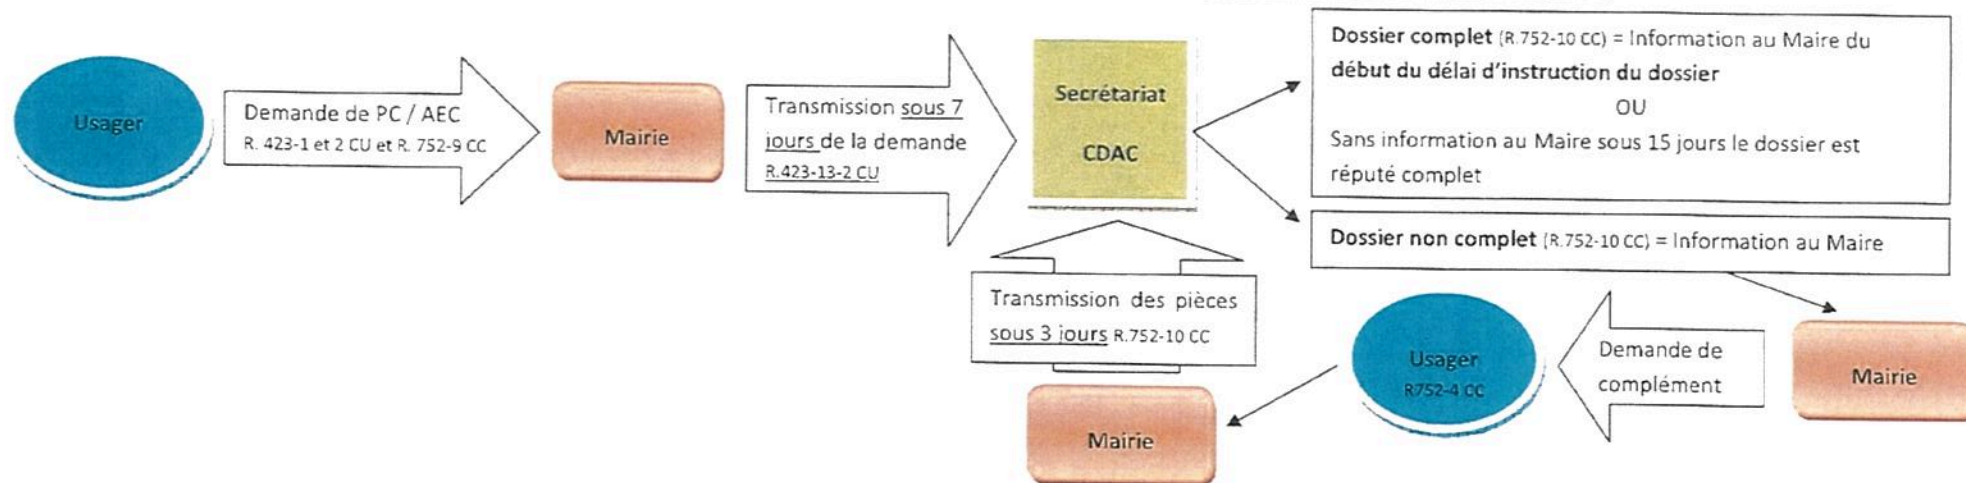 Usager
Demande de PC / AEC
R. 423-1 et 2 CU et R. 752-9 CC
Mairie
Transmission sous 7
jours de la demande
R.423-13-2 CU
Secrétariat
CDAC
Dossier complet (R.752-10 CC) = Information au Maire du
début du délai d'instruction du dossier
OU
Sans information au Maire sous 15 jours le dossier est
réputé complet
Dossier non complet (R.752-10 CC) = Information au Maire
Mairie
Demande de
complément
Usager
R752-4 CC
Mairie
Transmission des pièces
sous 3 jours R.752-10 CC